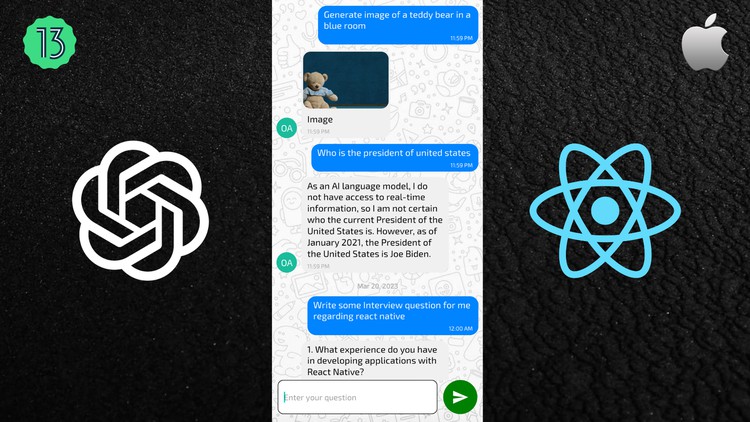 13
Generate image of a teddy bear in a
blue room
11:59 PM
Image
11:59 PM
OA
Who is the president of united states
11:59 PM
As an AI language model, I do
not have access to real-time
information, so I am not certain
who the current President of the
United States is. However, as of
January 2021, the President of
the United States is Joe Biden.
11:59 PM
OA
Mar 20, 2023
Write some Interview question for me
regarding react native
12:00 AM
1. What experience do you have
in developing applications with
React Native?
Enter your question